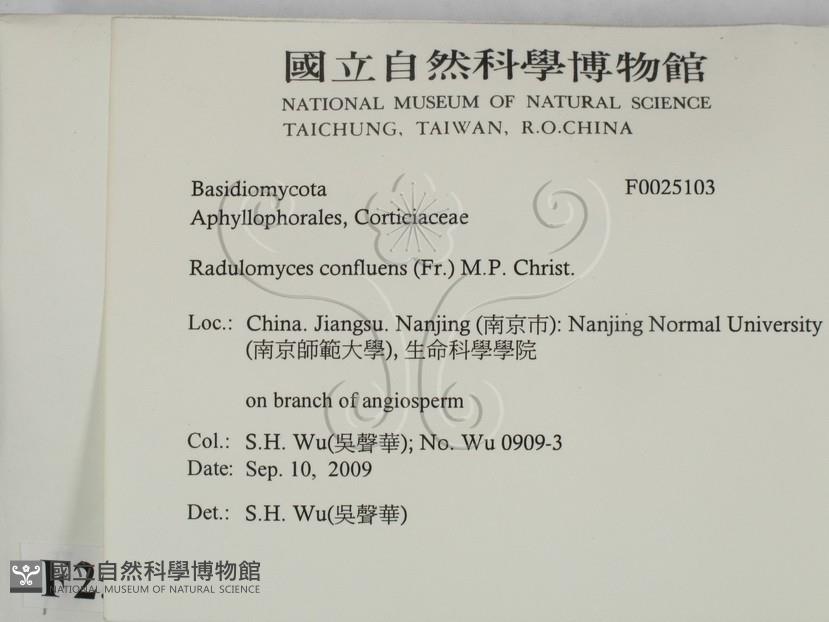 國立自然科學博物館
NATIONAL MUSEUM OF NATURAL SCIENCE
TAICHUNG, TAIWAN, R.O.CHINA
Basidiomycota F0025103
Aphyllophorales, Corticiaceae
Radulomyces confluens (Fr.) M.P. Christ.
Loc.: China. Jiangsu. Nanjing (南京市): Nanjing Normal University
(南京師範大學), 生命科學學院
on branch of angiosperm
Col.: S.H. Wu(吳聲華); No. Wu 0909-3
Date: Sep. 10, 2009
Det.: S.H. Wu(吳聲華)
國立自然科學博物館
NATIONAL MUSEUM OF NATURAL SCIENCE